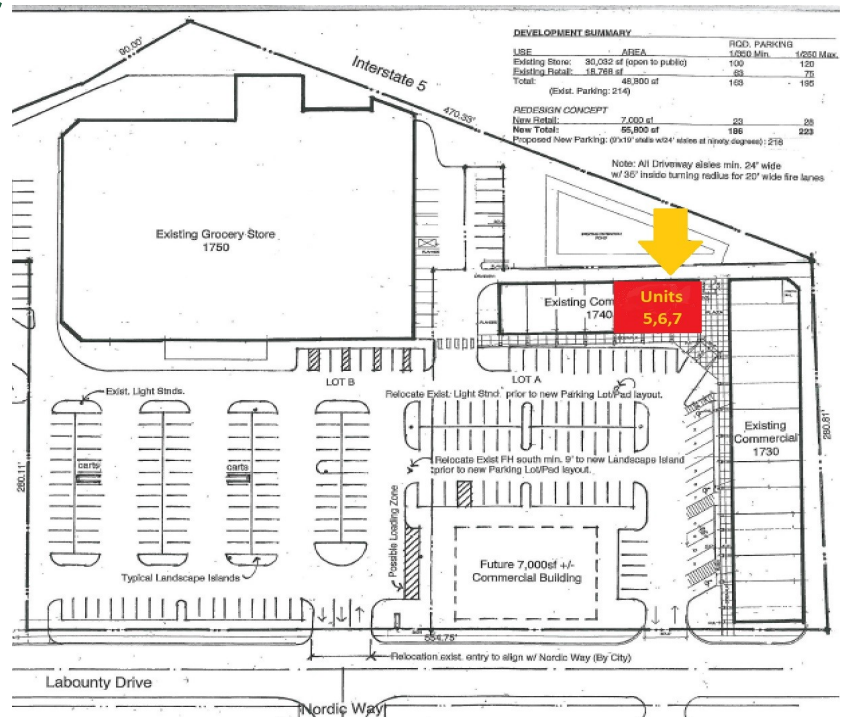 DEVELOPMENT SUMMARY
RQD. PARKING
USE AREA 1/350 Min. 1/250 Max.
Existing Store: 30,032 sf (open to public) 100 120
Existing Retail: 18,768 sf 63 75
Total: 48,800 sf 163 195
(Exist. Parking: 214)
REDESIGN CONCEPT
New Retail: 7,000 sf 23 28
New Total: 55,800 sf 186 223
Proposed New Parking: (9'x19' stalls w/24' aisles at ninety degrees) : 216
Note: All Driveway aisles min. 24' wide
w/ 36' inside turning radius for 20' wide fire lanes
90.00'
Interstate 5
470.33'
Existing Grocery Store
1750
Existing Com
1740
Units
5,6,7
LOT B
LOT A
Exist. Light Stnds.
Relocate Exist. Light Stnd. prior to new Parking Lot/Pad layout.
Existing
Commercial
1730
280.81'
280.11'
carts
carts
Relocate Exist FH south min. 9' to new Landscape Island
prior to new Parking Lot/Pad layout.
Possible Loading Zone
Future 7,000sf +/-
Commercial Building
Typical Landscape Islands
554.75'
Relocation exist. entry to align w/ Nordic Way (By City)
Labounty Drive
Nordic Way